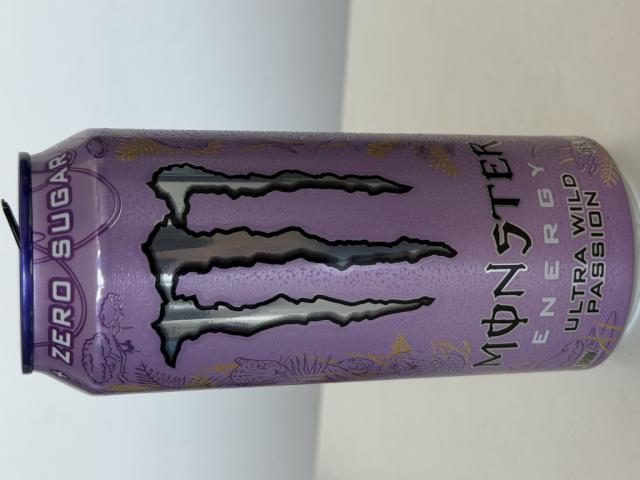 ZERO SUGAR
MONSTER
ENERGY
ULTRA WILD
PASSION